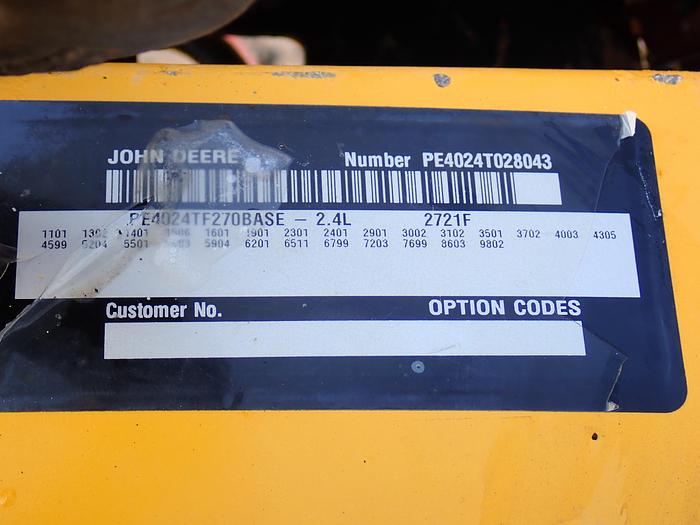 JOHN DEERE Number PE4024T028043
PE4024TF270BASE - 2.4L 2721F
1101 1401 1601 1901 2301 2401 2901 3002 3102 3501 3702 4003 4305
4599 5204 5501 5904 6201 6511 6799 7203 7699 8603 9802
Customer No. OPTION CODES